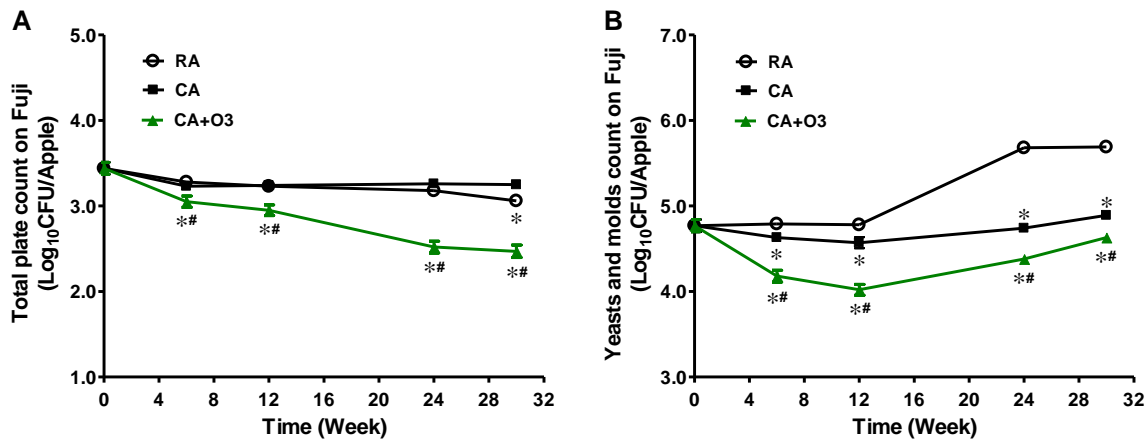 A
Total plate count on Fuji
(Log₁₀CFU/Apple)
5.0
4.0
3.0
2.0
1.0
RA
CA
CA+O3
*#
*#
*#
*
*#
0
4
8
12
16
20
24
28
32
Time (Week)
B
Yeasts and molds count on Fuji
(Log₁₀CFU/Apple)
7.0
6.0
5.0
4.0
3.0
RA
CA
CA+O3
*
*
*
*
*#
*#
*#
*#
0
4
8
12
16
20
24
28
32
Time (Week)